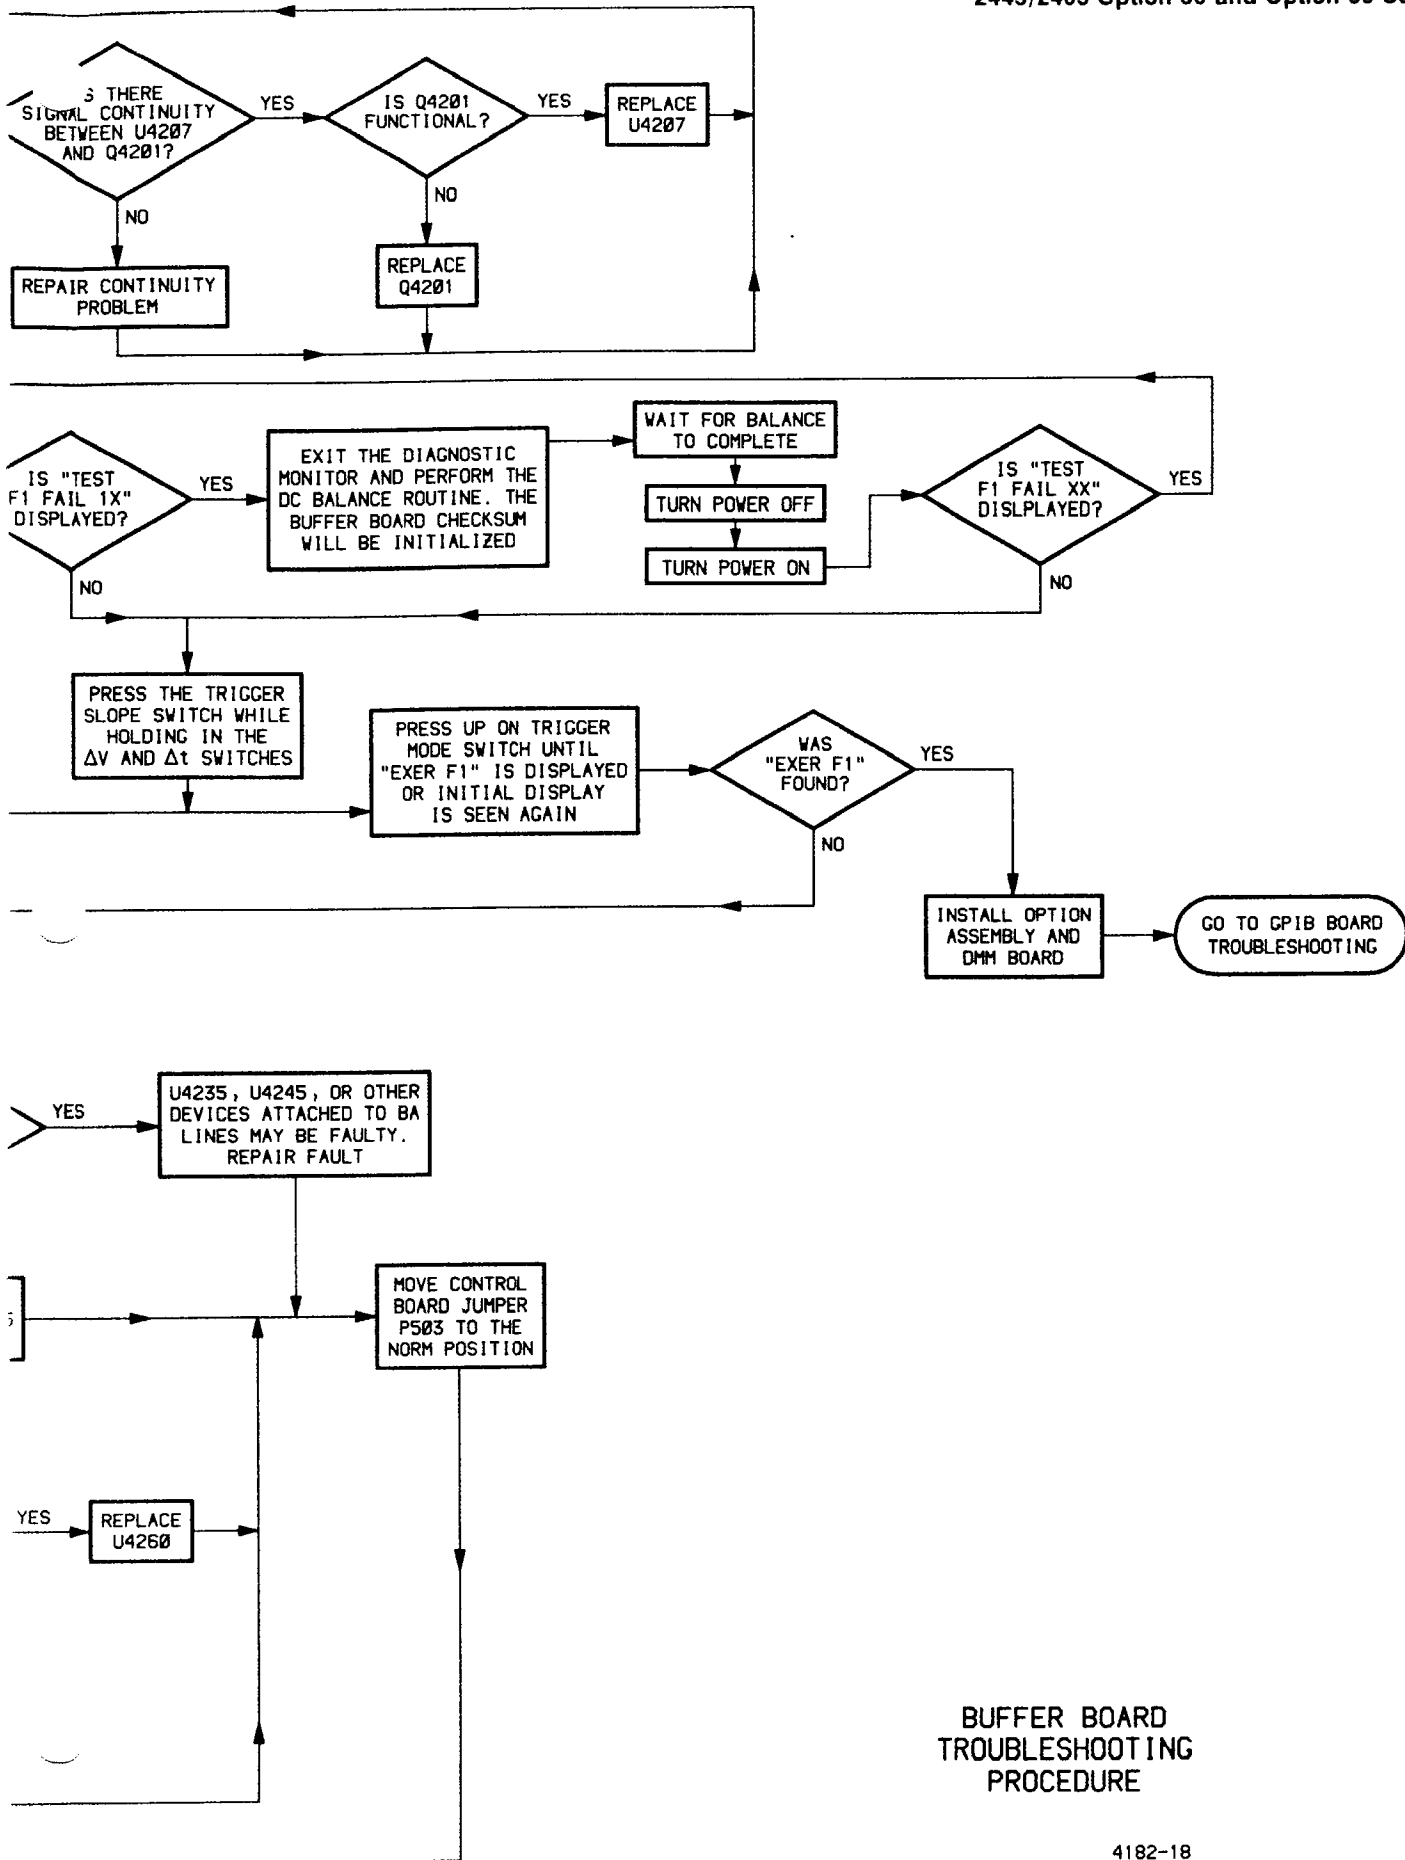 S THERE
SIGNAL CONTINUITY
BETWEEN U4207
AND Q4201?
YES
IS Q4201
FUNCTIONAL?
YES
REPLACE
U4207
NO
NO
REPAIR CONTINUITY
PROBLEM
REPLACE
Q4201
IS "TEST
F1 FAIL 1X"
DISPLAYED?
YES
EXIT THE DIAGNOSTIC
MONITOR AND PERFORM THE
DC BALANCE ROUTINE. THE
BUFFER BOARD CHECKSUM
WILL BE INITIALIZED
WAIT FOR BALANCE
TO COMPLETE
TURN POWER OFF
TURN POWER ON
IS "TEST
F1 FAIL XX"
DISLPLAYED?
YES
NO
NO
PRESS THE TRIGGER
SLOPE SWITCH WHILE
HOLDING IN THE
ΔV AND Δt SWITCHES
PRESS UP ON TRIGGER
MODE SWITCH UNTIL
"EXER F1" IS DISPLAYED
OR INITIAL DISPLAY
IS SEEN AGAIN
WAS
"EXER F1"
FOUND?
YES
NO
INSTALL OPTION
ASSEMBLY AND
DMM BOARD
GO TO GPIB BOARD
TROUBLESHOOTING
YES
U4235, U4245, OR OTHER
DEVICES ATTACHED TO BA
LINES MAY BE FAULTY.
REPAIR FAULT
MOVE CONTROL
BOARD JUMPER
P503 TO THE
NORM POSITION
YES
REPLACE
U4260
BUFFER BOARD
TROUBLESHOOTING
PROCEDURE
4182-18